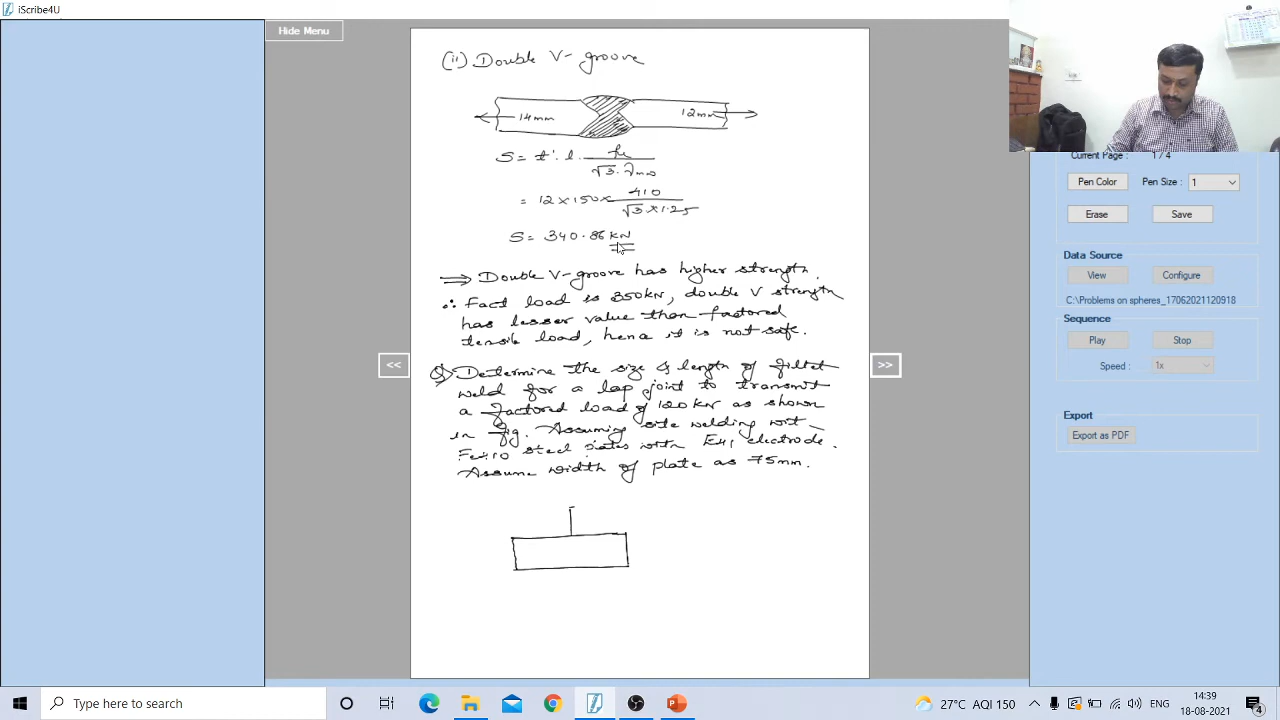 iScribe4U
Hide Menu
(ii) Double V-groove
14mm
12mm
S = t'. l. fu / √3. γmw
= 12 × 150 × 410 / √3 × 1.25
S = 340.86 kN
⇒ Double V-groove has higher strength.
∴ Fact load is 350kN, double V strength
has lesser value than factored
tensile load, hence it is not safe.
Q) Determine the size & length of fillet
weld for a lap joint to transmit
a factored load of 120 kN as shown
in fig. Assuming site welding with
Fe410 steel plates with E41 electrode.
Assume width of plate as 75mm.
<<
>>
Current Page : 1 / 4
Pen Color
Pen Size :
1
Erase
Save
Data Source
View
Configure
C:\Problems on spheres_17062021120918
Sequence
Play
Stop
Speed :
1x
Export
Export as PDF
Type here to search
27°C AQI 150
14:39
18-08-2021
4